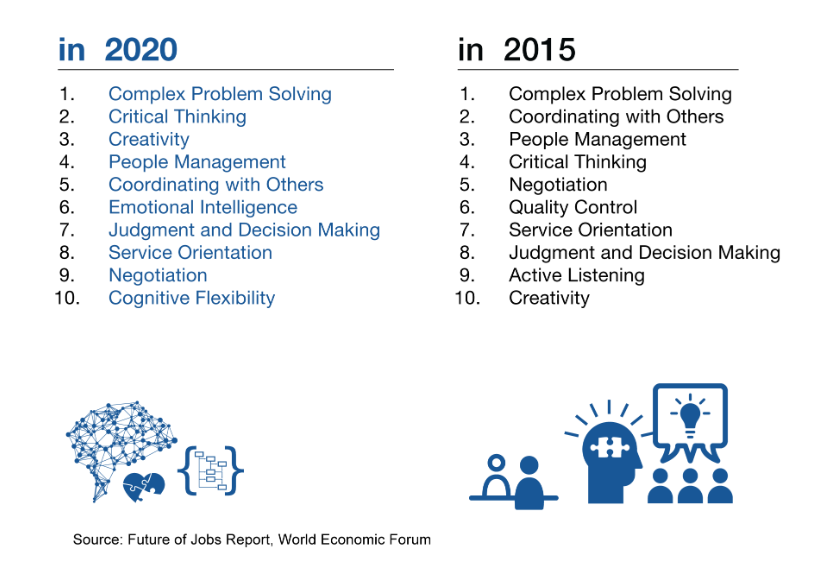 in 2020
1. Complex Problem Solving
2. Critical Thinking
3. Creativity
4. People Management
5. Coordinating with Others
6. Emotional Intelligence
7. Judgment and Decision Making
8. Service Orientation
9. Negotiation
10. Cognitive Flexibility
in 2015
1. Complex Problem Solving
2. Coordinating with Others
3. People Management
4. Critical Thinking
5. Negotiation
6. Quality Control
7. Service Orientation
8. Judgment and Decision Making
9. Active Listening
10. Creativity
Source: Future of Jobs Report, World Economic Forum